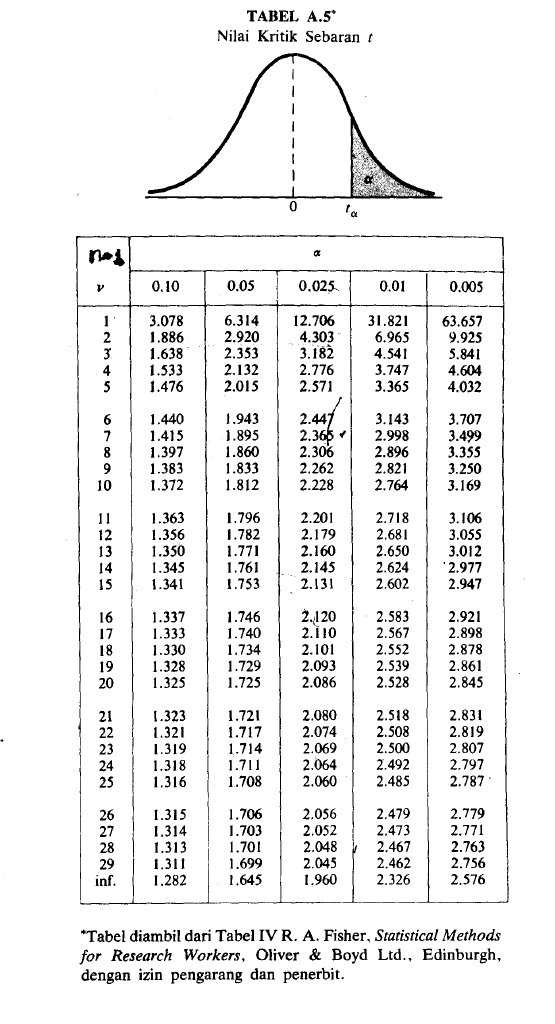 TABEL A.5*
Nilai Kritik Sebaran t
α
0 tα
n-1 α
ν 0.10 0.05 0.025 0.01 0.005
1 3.078 6.314 12.706 31.821 63.657
2 1.886 2.920 4.303 6.965 9.925
3 1.638 2.353 3.182 4.541 5.841
4 1.533 2.132 2.776 3.747 4.604
5 1.476 2.015 2.571 3.365 4.032
6 1.440 1.943 2.447 3.143 3.707
7 1.415 1.895 2.365 2.998 3.499
8 1.397 1.860 2.306 2.896 3.355
9 1.383 1.833 2.262 2.821 3.250
10 1.372 1.812 2.228 2.764 3.169
11 1.363 1.796 2.201 2.718 3.106
12 1.356 1.782 2.179 2.681 3.055
13 1.350 1.771 2.160 2.650 3.012
14 1.345 1.761 2.145 2.624 2.977
15 1.341 1.753 2.131 2.602 2.947
16 1.337 1.746 2.120 2.583 2.921
17 1.333 1.740 2.110 2.567 2.898
18 1.330 1.734 2.101 2.552 2.878
19 1.328 1.729 2.093 2.539 2.861
20 1.325 1.725 2.086 2.528 2.845
21 1.323 1.721 2.080 2.518 2.831
22 1.321 1.717 2.074 2.508 2.819
23 1.319 1.714 2.069 2.500 2.807
24 1.318 1.711 2.064 2.492 2.797
25 1.316 1.708 2.060 2.485 2.787
26 1.315 1.706 2.056 2.479 2.779
27 1.314 1.703 2.052 2.473 2.771
28 1.313 1.701 2.048 2.467 2.763
29 1.311 1.699 2.045 2.462 2.756
inf. 1.282 1.645 1.960 2.326 2.576
*Tabel diambil dari Tabel IV R. A. Fisher, Statistical Methods
for Research Workers, Oliver & Boyd Ltd., Edinburgh,
dengan izin pengarang dan penerbit.